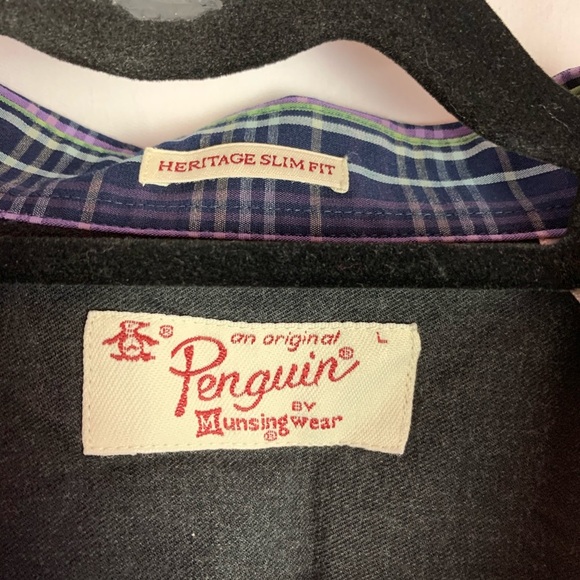 HERITAGE SLIM FIT
® an original L
Penguin®
BY
Munsingwear
®